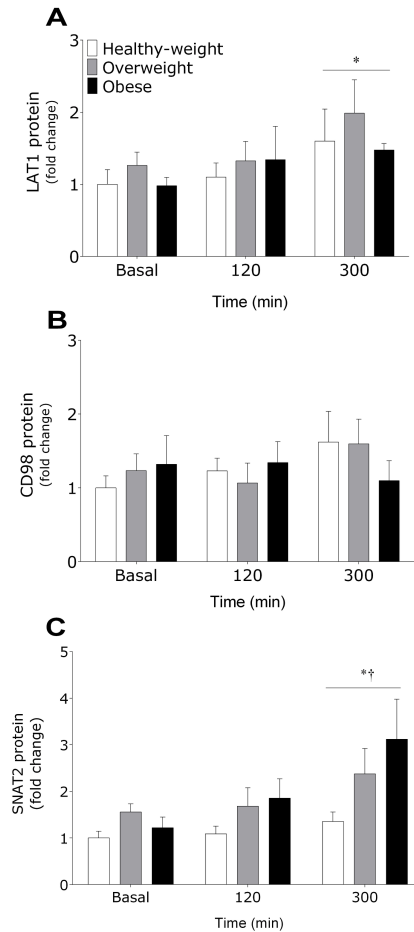 A
Healthy-weight
Overweight
Obese
*
LAT1 protein
(fold change)
3
2
1
0
Basal
120
300
Time (min)
B
CD98 protein
(fold change)
3
2
1
0
Basal
120
300
Time (min)
C
*†
SNAT2 protein
(fold change)
5
4
3
2
1
0
Basal
120
300
Time (min)